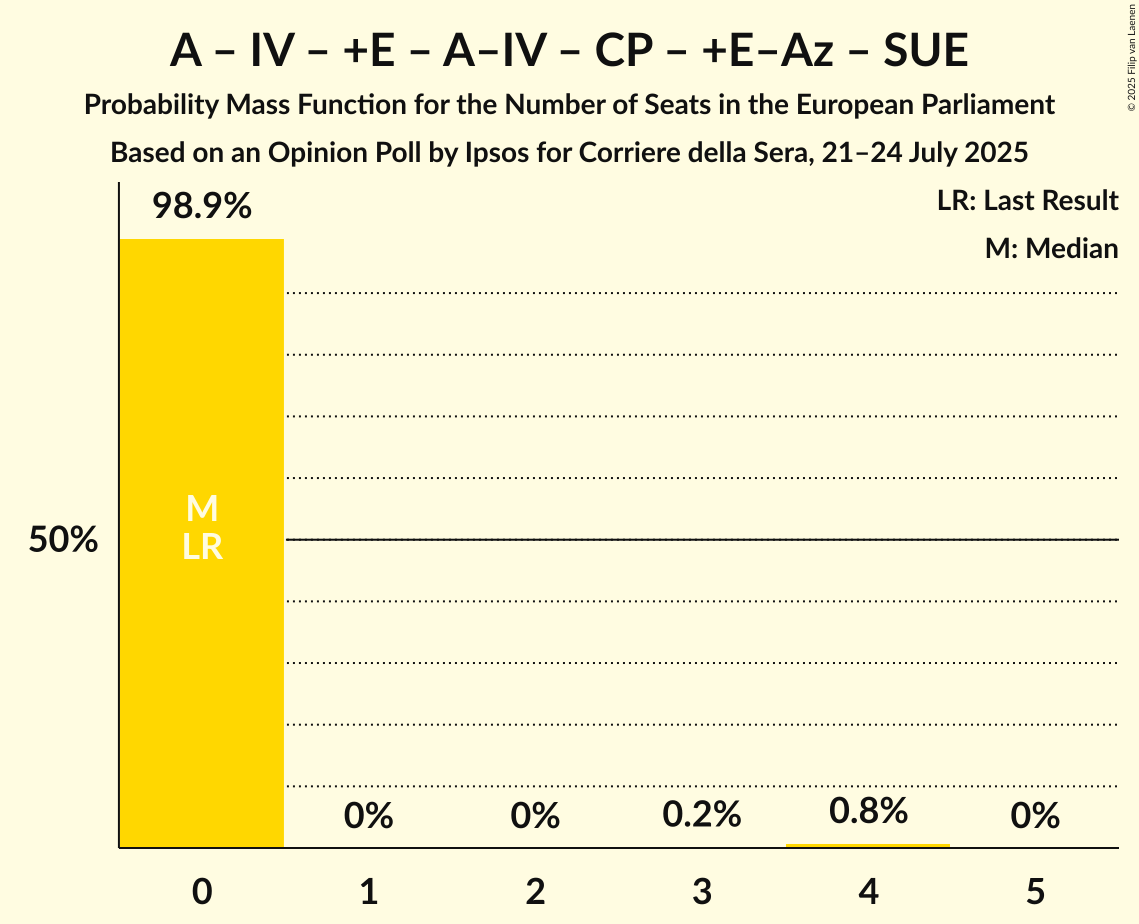 A – IV – +E – A–IV – CP – +E–Az – SUE
Probability Mass Function for the Number of Seats in the European Parliament
Based on an Opinion Poll by Ipsos for Corriere della Sera, 21–24 July 2025
© 2025 Filip van Laenen
LR: Last Result
M: Median
98.9%
M
LR
50%
0%
0%
0.2%
0.8%
0%
0
1
2
3
4
5